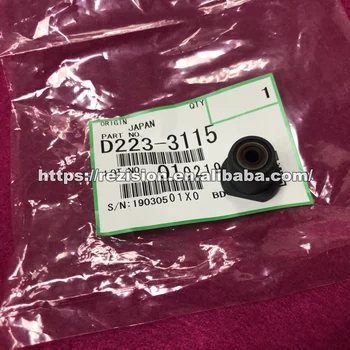 ORIGIN
JAPAN
QTY
1
PART NO.
D223-3115
https://rezision.en.alibaba.com
S/N:19030501X0 BD